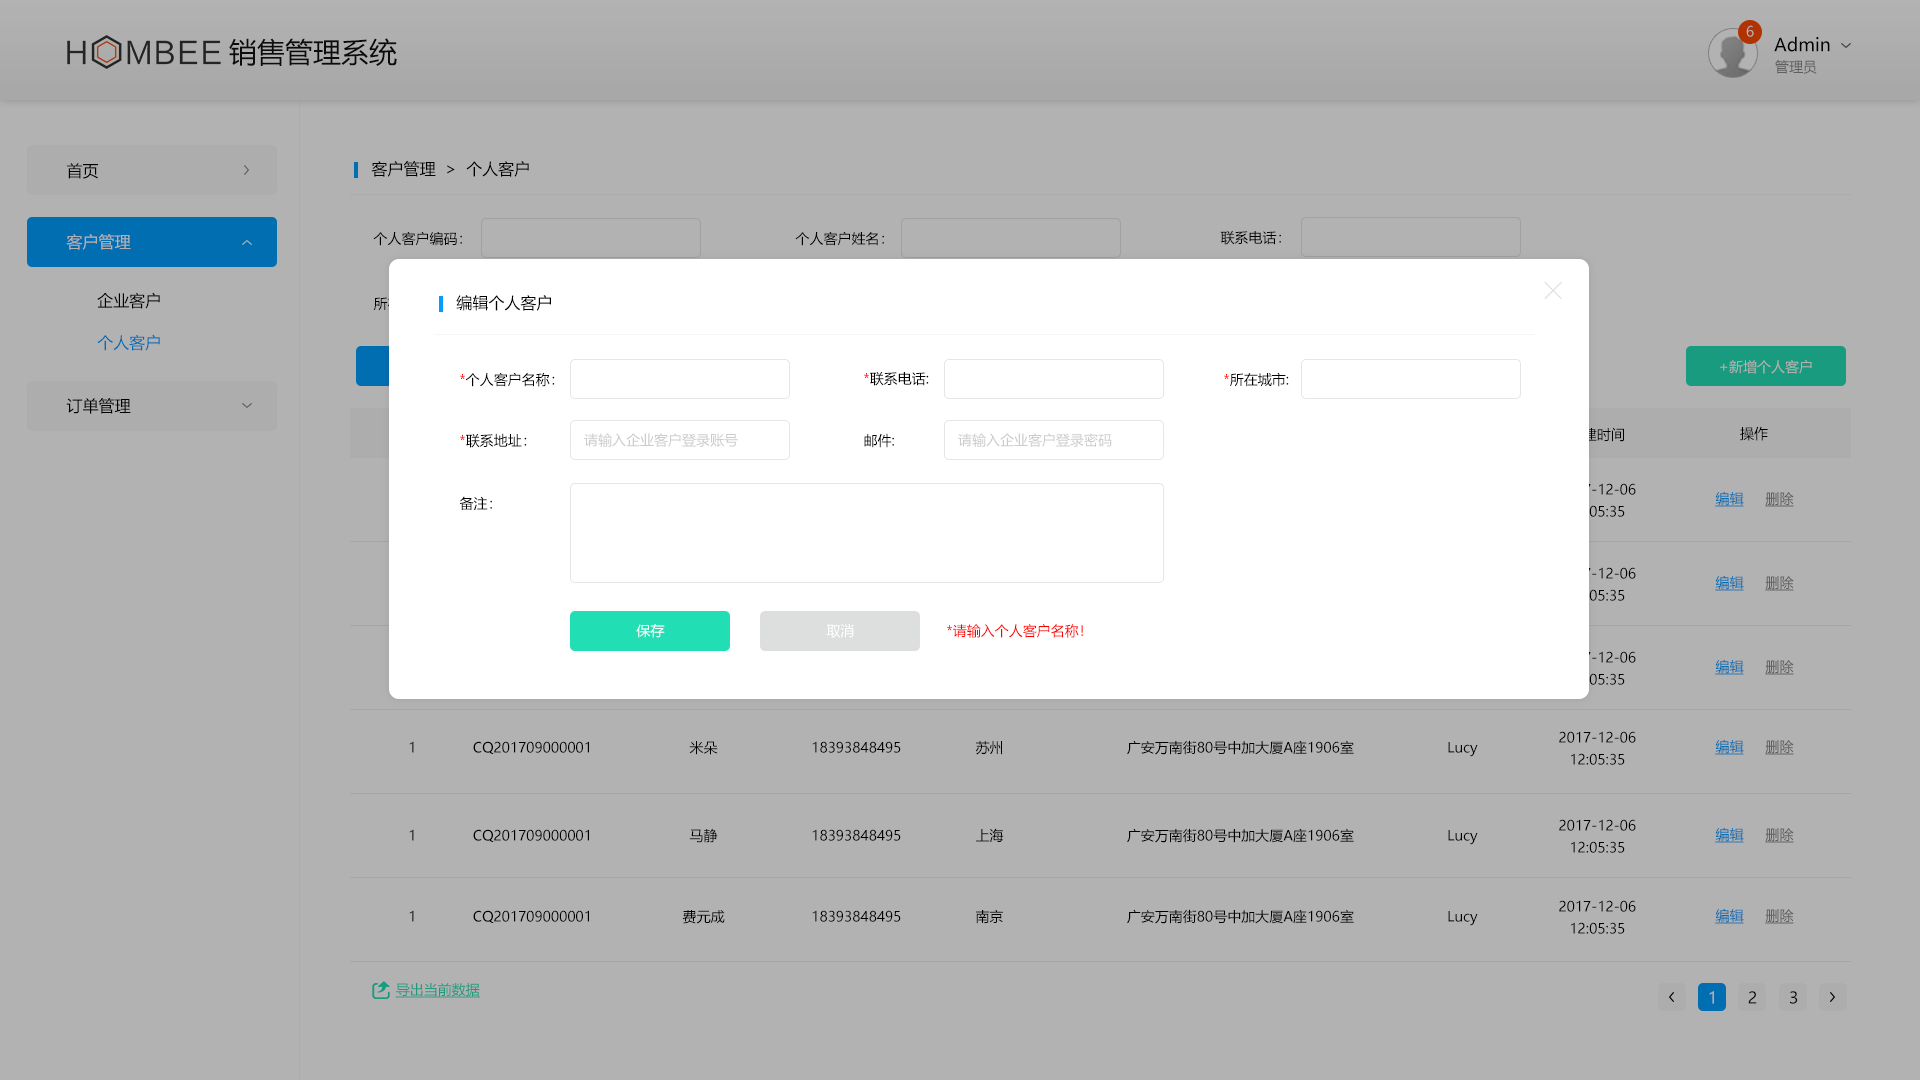 HOMBEE 销售管理系统
6
Admin
管理员
首页
客户管理
企业客户
个人客户
订单管理
客户管理 > 个人客户
个人客户编码：
个人客户姓名：
联系电话：
所
编辑个人客户
*个人客户名称：
*联系电话:
*所在城市:
*联系地址：
请输入企业客户登录账号
邮件:
请输入企业客户登录密码
备注：
保存
取消
*请输入个人客户名称！
+新增个人客户
建时间
操作
-12-06
05:35
编辑 删除
-12-06
05:35
编辑 删除
-12-06
05:35
编辑 删除
1 CQ201709000001 米朵 18393848495 苏州 广安万南街80号中加大厦A座1906室 Lucy 2017-12-06 12:05:35 编辑 删除
1 CQ201709000001 马静 18393848495 上海 广安万南街80号中加大厦A座1906室 Lucy 2017-12-06 12:05:35 编辑 删除
1 CQ201709000001 费元成 18393848495 南京 广安万南街80号中加大厦A座1906室 Lucy 2017-12-06 12:05:35 编辑 删除
导出当前数据
1 2 3